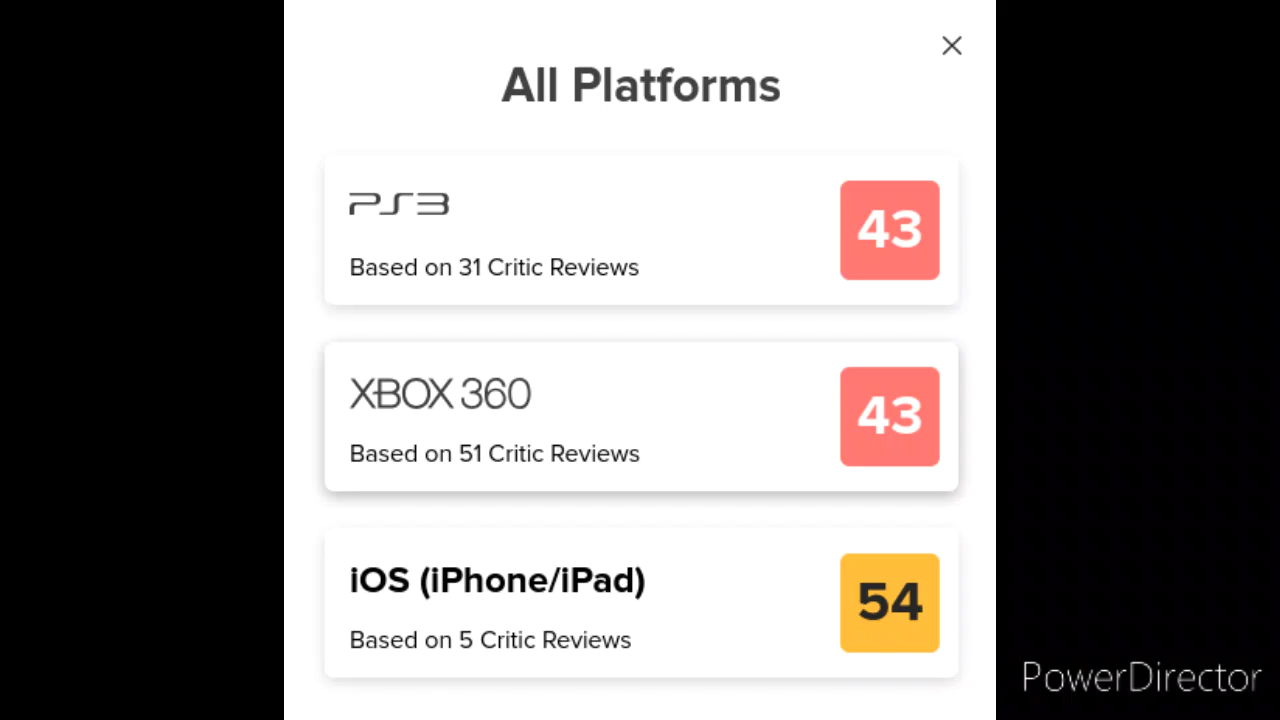 All Platforms
PS3
43
Based on 31 Critic Reviews
XBOX 360
43
Based on 51 Critic Reviews
iOS (iPhone/iPad)
54
Based on 5 Critic Reviews
PowerDirector